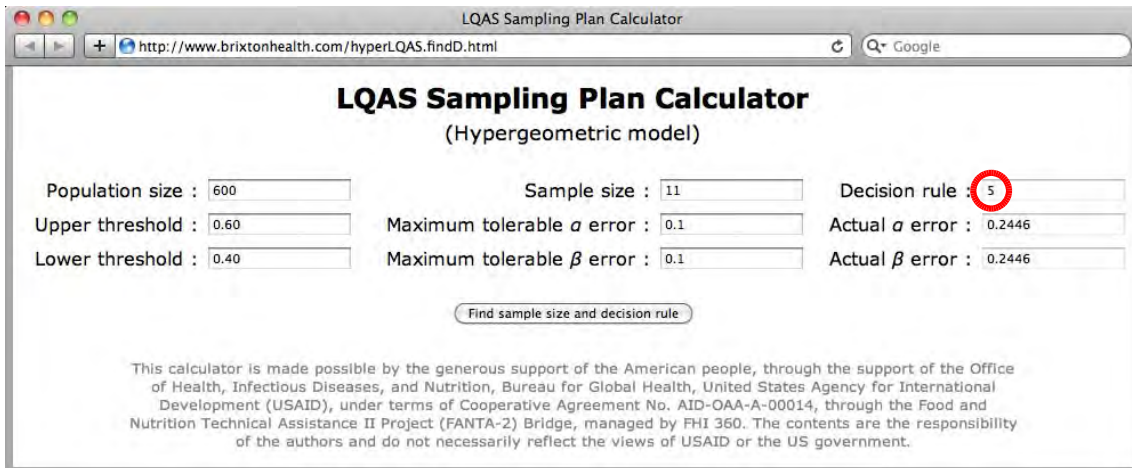 LQAS Sampling Plan Calculator
http://www.brixtonhealth.com/hyperLQAS.findD.html
Google
LQAS Sampling Plan Calculator
(Hypergeometric model)
Population size : 600 Sample size : 11 Decision rule : 5
Upper threshold : 0.60 Maximum tolerable α error : 0.1 Actual α error : 0.2446
Lower threshold : 0.40 Maximum tolerable β error : 0.1 Actual β error : 0.2446
Find sample size and decision rule
This calculator is made possible by the generous support of the American people, through the support of the Office
of Health, Infectious Diseases, and Nutrition, Bureau for Global Health, United States Agency for International
Development (USAID), under terms of Cooperative Agreement No. AID-OAA-A-00014, through the Food and
Nutrition Technical Assistance II Project (FANTA-2) Bridge, managed by FHI 360. The contents are the responsibility
of the authors and do not necessarily reflect the views of USAID or the US government.